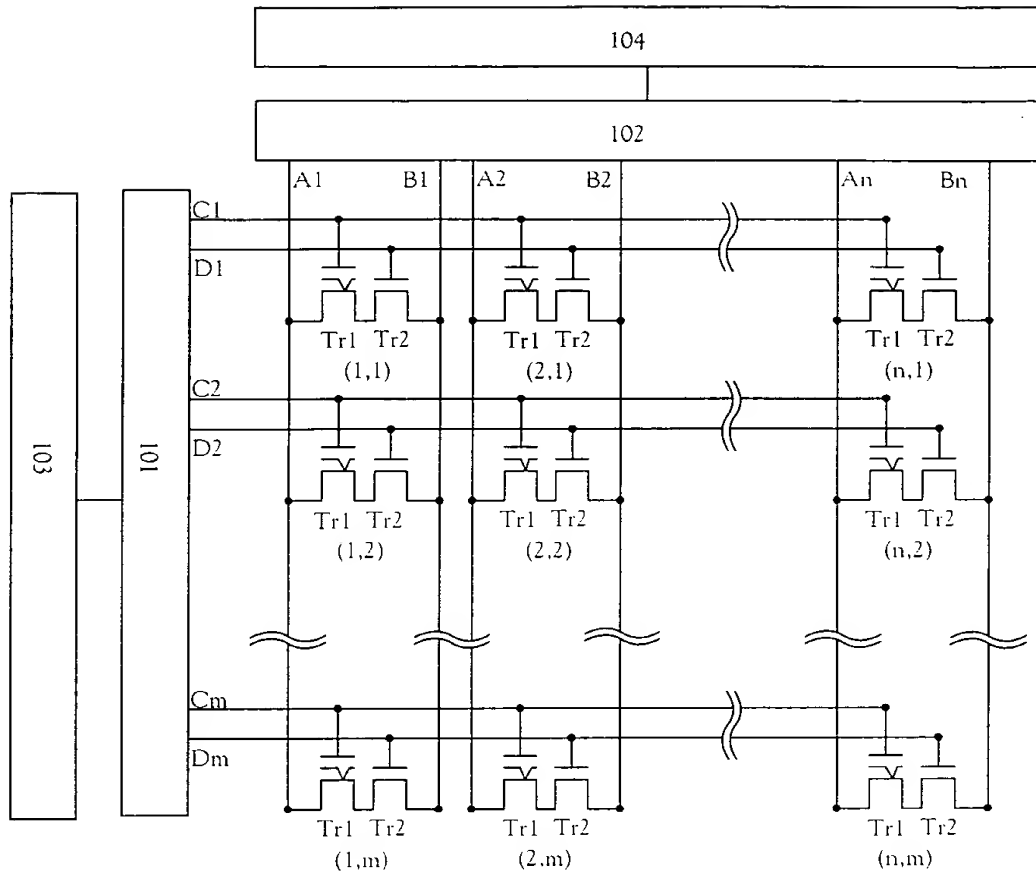 104
102
A1 B1 A2 B2 An Bn
C1
D1
Tr1 Tr2 Tr1 Tr2 Tr1 Tr2
(1,1) (2,1) (n,1)
C2
D2
Tr1 Tr2 Tr1 Tr2 Tr1 Tr2
(1,2) (2,2) (n,2)
103
101
Cm
Dm
Tr1 Tr2 Tr1 Tr2 Tr1 Tr2
(1,m) (2,m) (n,m)